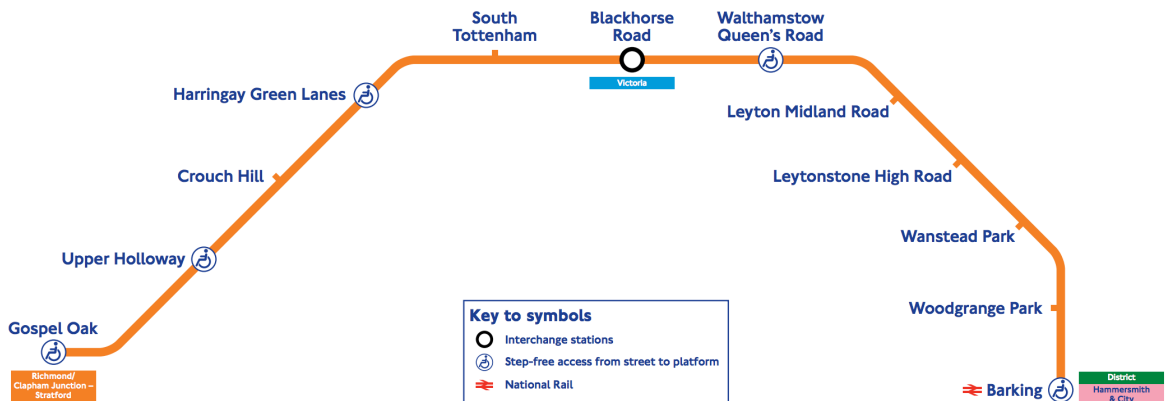 South
Tottenham
Blackhorse
Road
Victoria
Walthamstow
Queen's Road
Harringay Green Lanes
Leyton Midland Road
Crouch Hill
Leytonstone High Road
Upper Holloway
Wanstead Park
Gospel Oak
Richmond/
Clapham Junction –
Stratford
Woodgrange Park
Key to symbols
Interchange stations
Step-free access from street to platform
National Rail
Barking
District
Hammersmith
& City